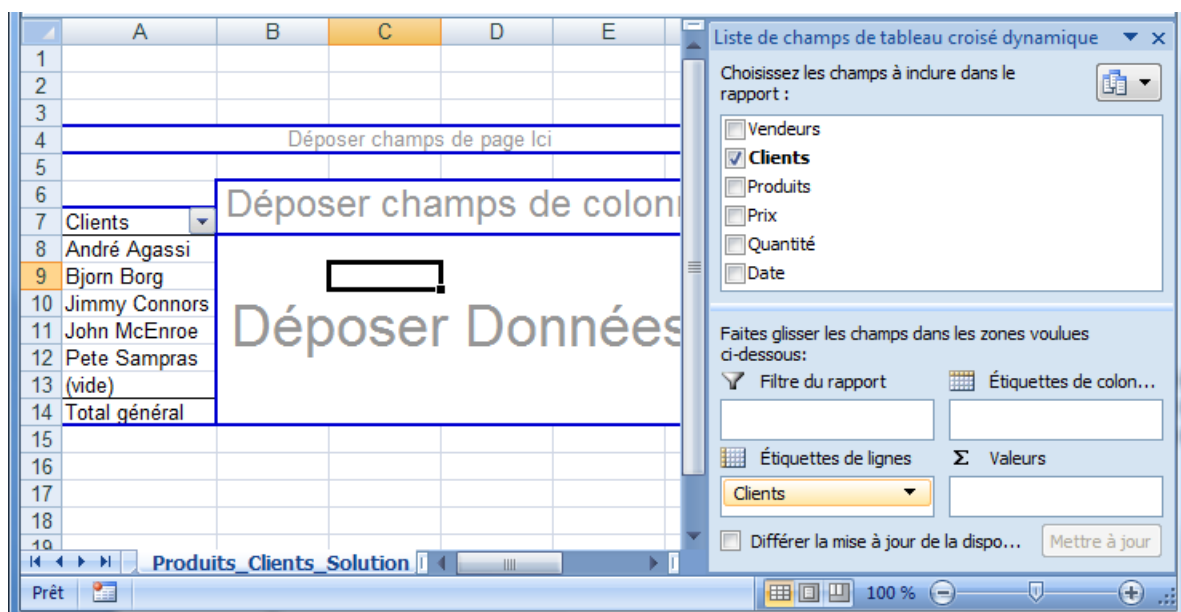 A B C D E
1
2
3
4 Déposer champs de page Ici
5
6
Déposer champs de colon
7 Clients
8 André Agassi
9 Bjorn Borg
10 Jimmy Connors
11 John McEnroe
Déposer Données
12 Pete Sampras
13 (vide)
14 Total général
15
16
17
18
19
Produits_Clients_Solution
Prêt
100 %
Liste de champs de tableau croisé dynamique
Choisissez les champs à inclure dans le
rapport :
Vendeurs
Clients
Produits
Prix
Quantité
Date
Faites glisser les champs dans les zones voulues
ci-dessous:
Filtre du rapport
Étiquettes de colon...
Étiquettes de lignes
Σ Valeurs
Clients
Différer la mise à jour de la dispo...
Mettre à jour